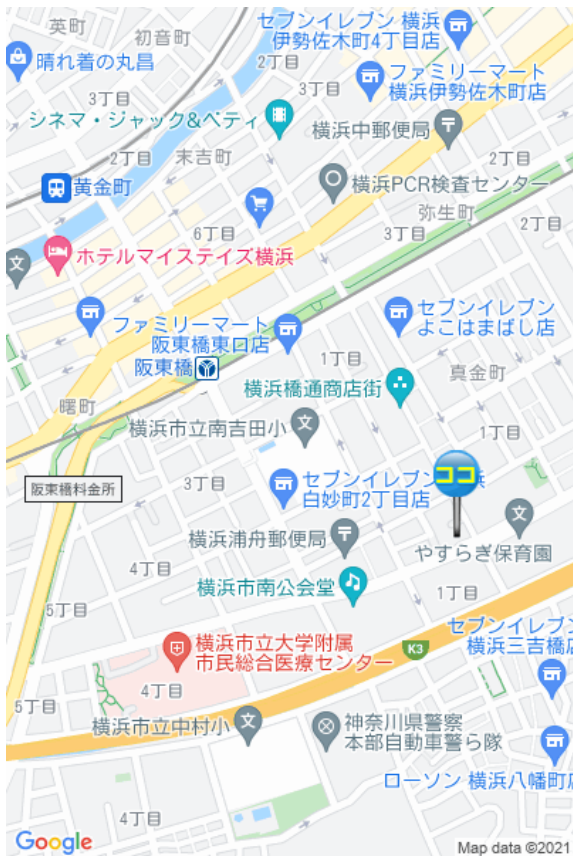 英町
初音町
セブンイレブン 横浜
伊勢佐木町4丁目店
晴れ着の丸昌
2丁目
3丁目
3丁目
ファミリーマート
横浜伊勢佐木町店
シネマ・ジャック&ベティ
横浜中郵便局
2丁目
末吉町
2丁目
黄金町
横浜PCR検査センター
弥生町
6丁目
3丁目
2丁目
文
ホテルマイステイズ横浜
ファミリーマート
阪東橋東口店
セブンイレブン
よこはまばし店
阪東橋
1丁目
真金町
横浜橋通商店街
曙町
横浜市立南吉田小
文
1丁目
阪東橋料金所
3丁目
セブンイレブン
浜
白妙町2丁目店
ココ
文
横浜浦舟郵便局
やすらぎ保育園
4丁目
横浜市南公会堂
1丁目
5丁目
セブンイレブン
横浜三吉橋店
横浜市立大学附属
市民総合医療センター
K3
4丁目
5丁目
横浜市立中村小
文
神奈川県警察
本部自動車警ら隊
ローソン 横浜八幡町店
4丁目
Google
Map data ©2021